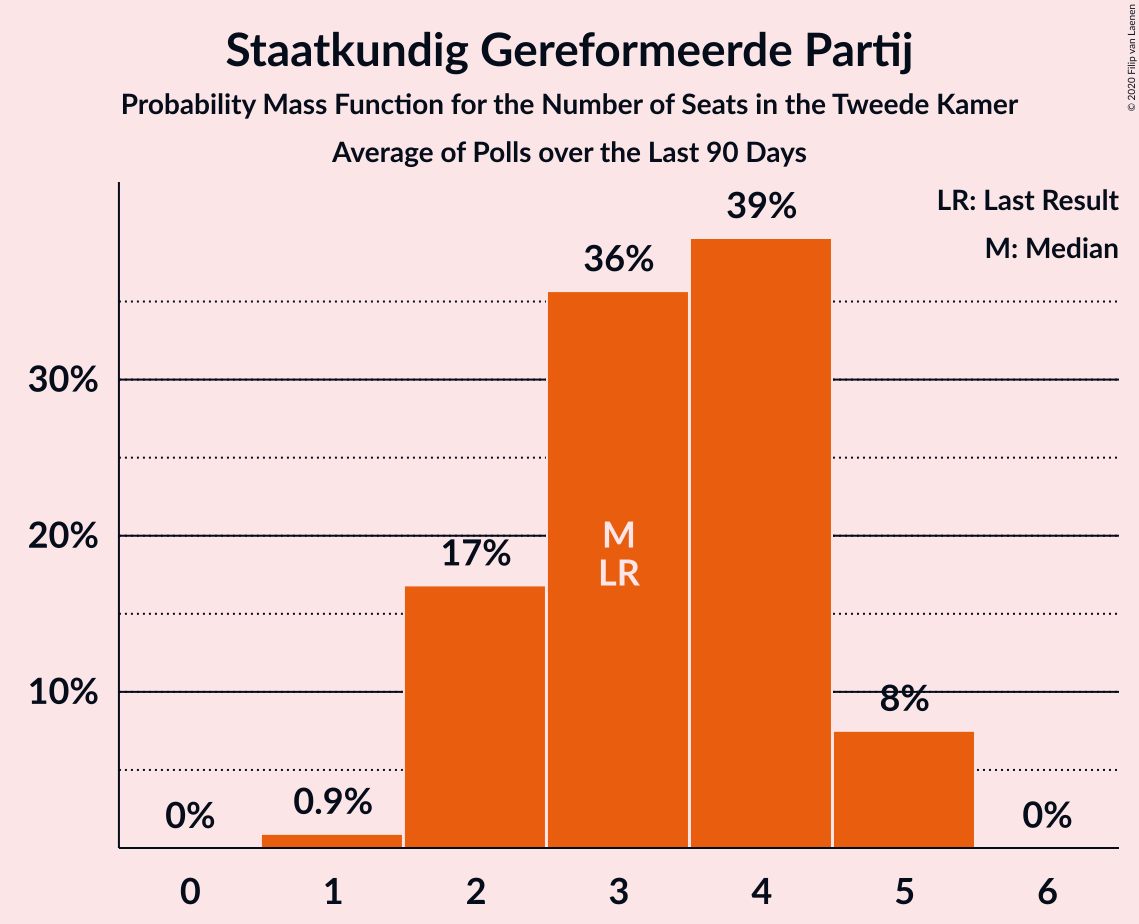 Staatkundig Gereformeerde Partij
Probability Mass Function for the Number of Seats in the Tweede Kamer
Average of Polls over the Last 90 Days
© 2020 Filip van Laenen
LR: Last Result
M: Median
39%
36%
30%
20%
17%
M
LR
10%
8%
0%
0.9%
0%
0 1 2 3 4 5 6